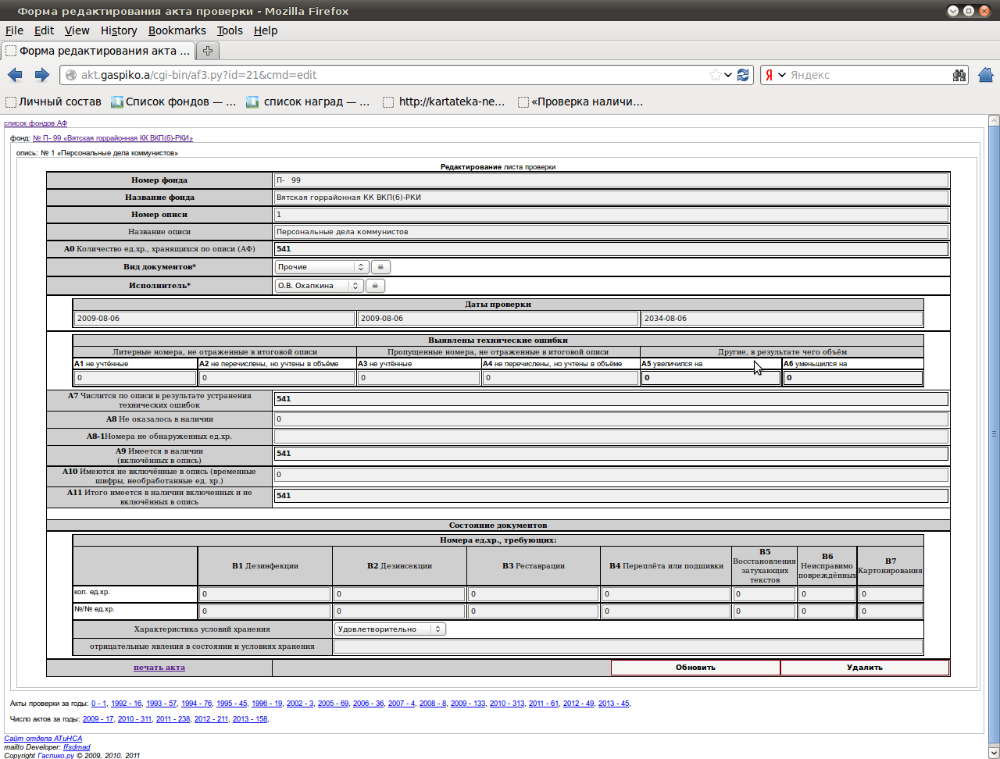 Форма редактирования акта проверки - Mozilla Firefox
File Edit View History Bookmarks Tools Help
Форма редактирования акта ...
akt.gaspiko.a/cgi-bin/af3.py?id=21&cmd=edit
Яндекс
Личный состав Список фондов — ... список наград — ... http://kartateka-ne... «Проверка наличи...
список фондов АФ
фонд: № П- 99 «Вятская горрайонная КК ВКП(б)-РКИ»
опись: № 1 «Персональные дела коммунистов»
Редактирование листа проверки
Номер фонда П- 99
Название фонда Вятская горрайонная КК ВКП(б)-РКИ
Номер описи 1
Название описи Персональные дела коммунистов
А0 Количество ед.хр., хранящихся по описи (АФ) 541
Вид документов* Прочие
Исполнитель* О.В. Охапкина
Даты проверки
2009-08-06 2009-08-06 2034-08-06
Выявлены технические ошибки
Литерные номера, не отраженные в итоговой описи Пропущенные номера, не отраженные в итоговой описи Другие, в результате чего объём
А1 не учтённые А2 не перечислены, но учтены в объёме А3 не учтённые А4 не перечислены, но учтены в объёме А5 увеличился на А6 уменьшился на
0 0 0 0 0 0
А7 Числится по описи в результате устранения
технических ошибок 541
А8 Не оказалось в наличии 0
А8-1Номера не обнаруженных ед.хр.
А9 Имеется в наличии
(включённых в опись) 541
А10 Имеются не включённые в опись (временные
шифры, необработанные ед. хр.) 0
А11 Итого имеется в наличии включенных и не
включённых в опись 541
Состояние документов
Номера ед.хр., требующих:
В1 Дезинфекции В2 Дезинсекции В3 Реставрации В4 Переплёта или подшивки В5 Восстановления затухающих текстов В6 Неисправимо повреждённых В7 Картонирования
кол. ед.хр. 0 0 0 0 0 0 0
№/№ ед.хр. 0 0 0 0 0 0 0
Характеристика условий хранения Удовлетворительно
отрицательные явления в состоянии и условиях хранения
печать акта Обновить Удалить
Акты проверки за годы: 0 - 1, 1992 - 16, 1993 - 57, 1994 - 76, 1995 - 45, 1996 - 19, 2002 - 3, 2005 - 69, 2006 - 36, 2007 - 4, 2008 - 8, 2009 - 133, 2010 - 313, 2011 - 61, 2012 - 49, 2013 - 45,
Число актов за годы: 2009 - 17, 2010 - 311, 2011 - 238, 2012 - 211, 2013 - 158,
Сайт отдела АТиНСА
mailto Developer: ffsdmad
Copyright Гаспико.ру © 2009, 2010, 2011